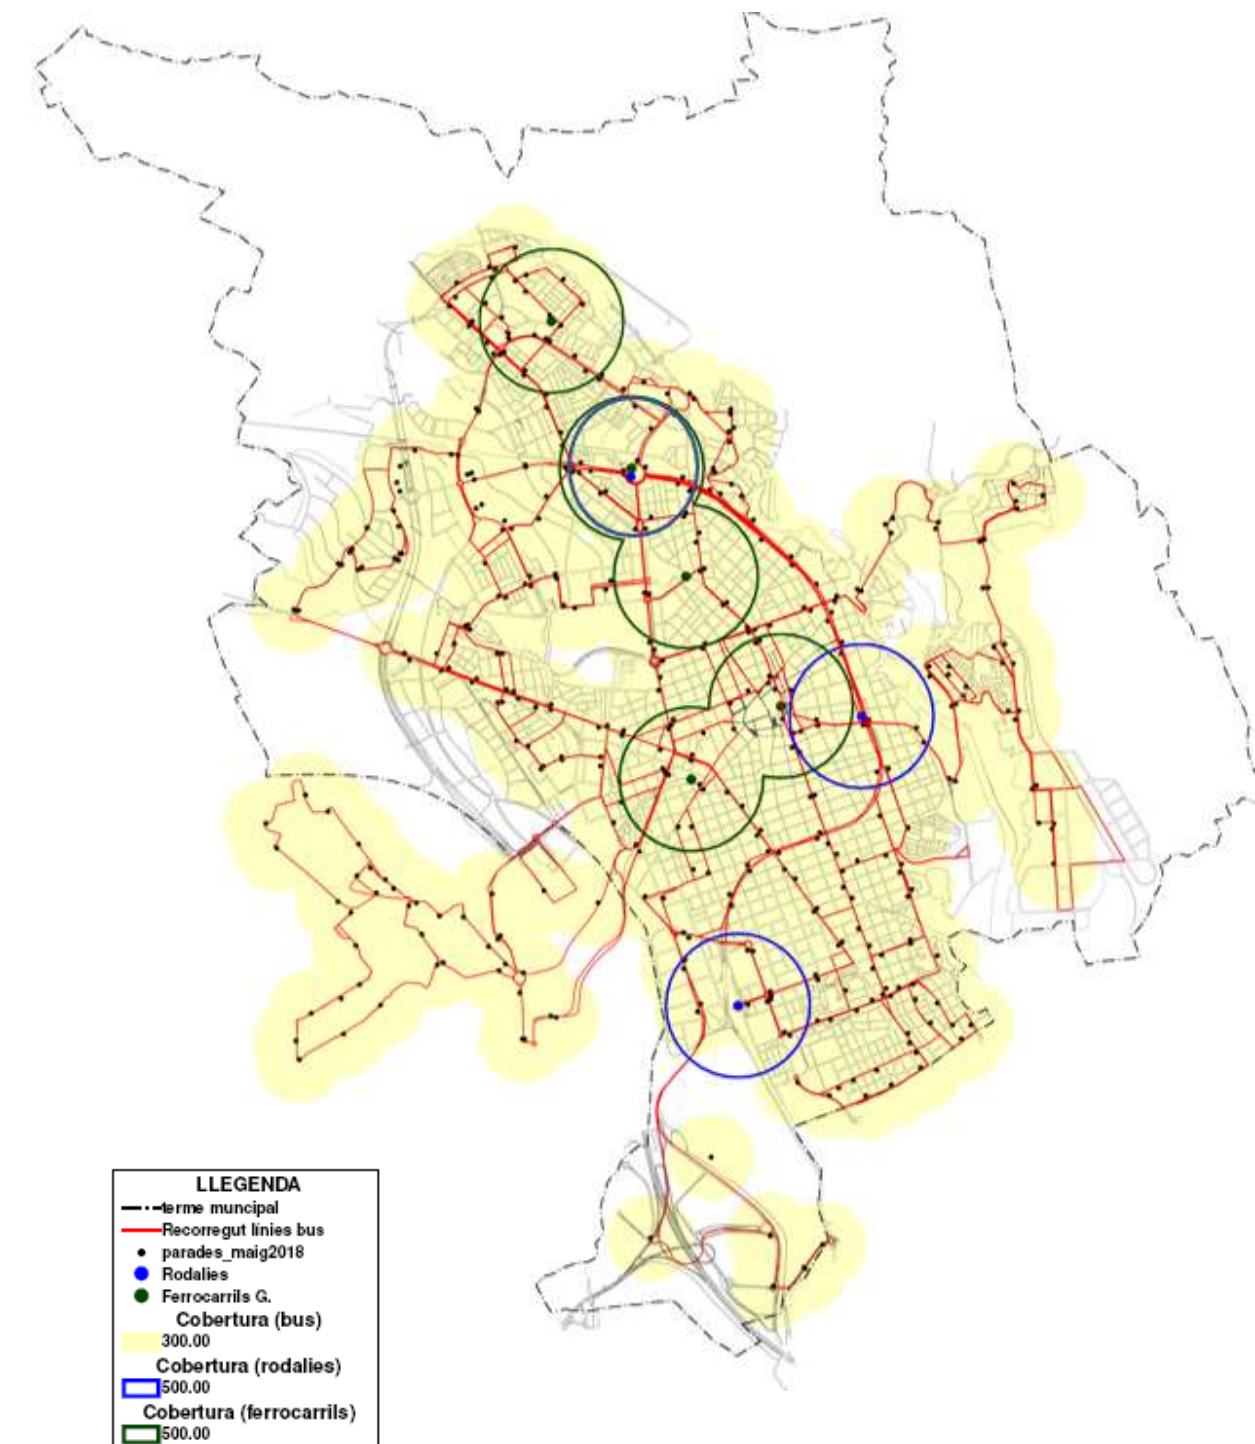 LLEGENDA
terme muncipal
Recorregut línies bus
parades_maig2018
Rodalies
Ferrocarrils G.
Cobertura (bus)
300.00
Cobertura (rodalies)
500.00
Cobertura (ferrocarrils)
500.00